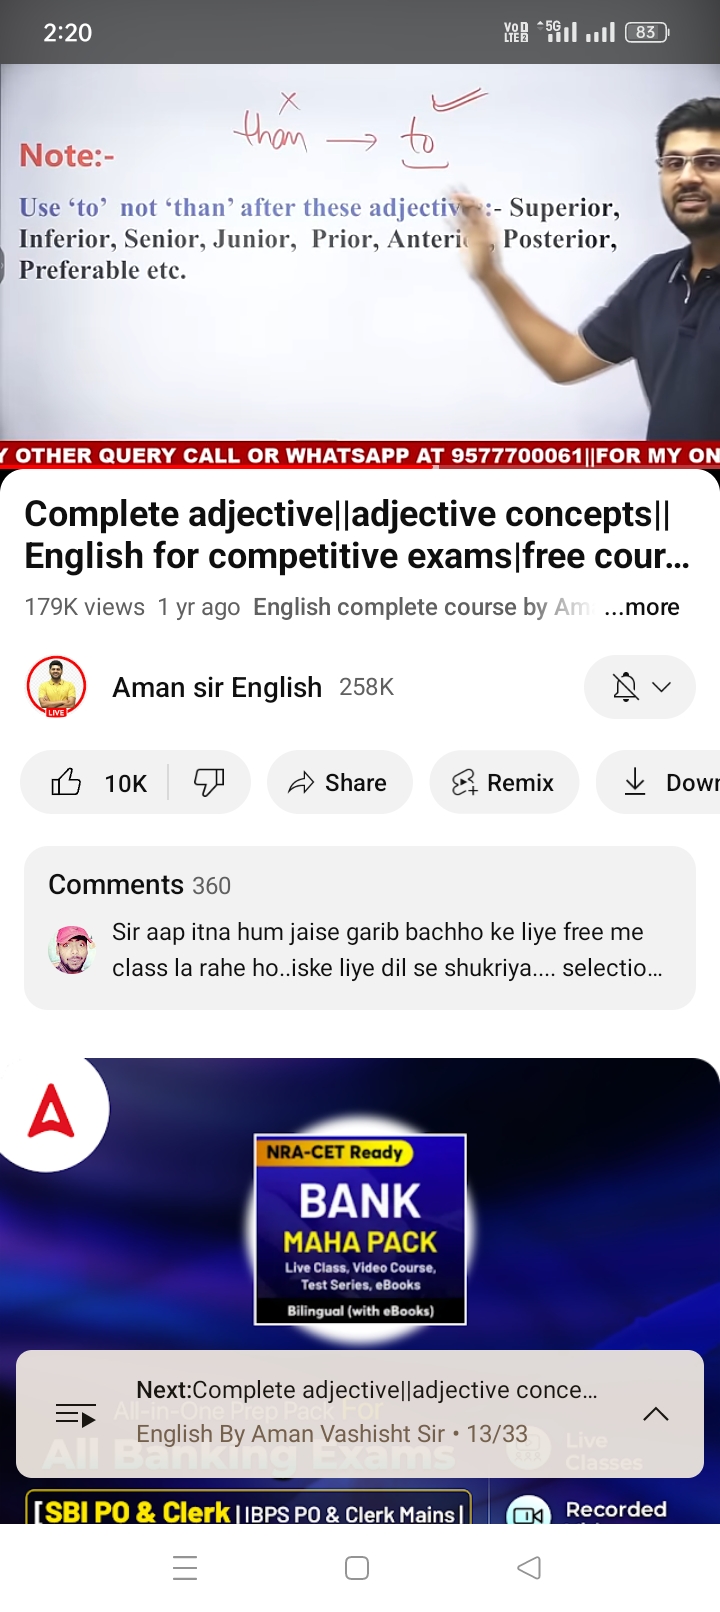 2:20
VoD LTE2 5G 83
x
than → to ✓
Note:-
Use ‘to’ not ‘than’ after these :- Superior,
Inferior, Senior, Junior, Prior, , Posterior,
Preferable etc.
Y OTHER QUERY CALL OR WHATSAPP AT 9577700061||FOR MY ON
Complete adjective||adjective concepts||
English for competitive exams|free cour...
179K views 1 yr ago English complete course by Am ...more
Aman sir English 258K
LIVE
10K Share Remix Down
Comments 360
Sir aap itna hum jaise garib bachho ke liye free me
class la rahe ho..iske liye dil se shukriya.... selectio...
NRA-CET Ready
BANK
MAHA PACK
Live Class, Video Course,
Test Series, eBooks
Bilingual (with eBooks)
Next:Complete adjective||adjective conce...
All-in-One Prep Pack For
English By Aman Vashisht Sir • 13/33
All Banking Exams
Live
Classes
[SBI PO & Clerk | IBPS PO & Clerk Mains |
Recorded